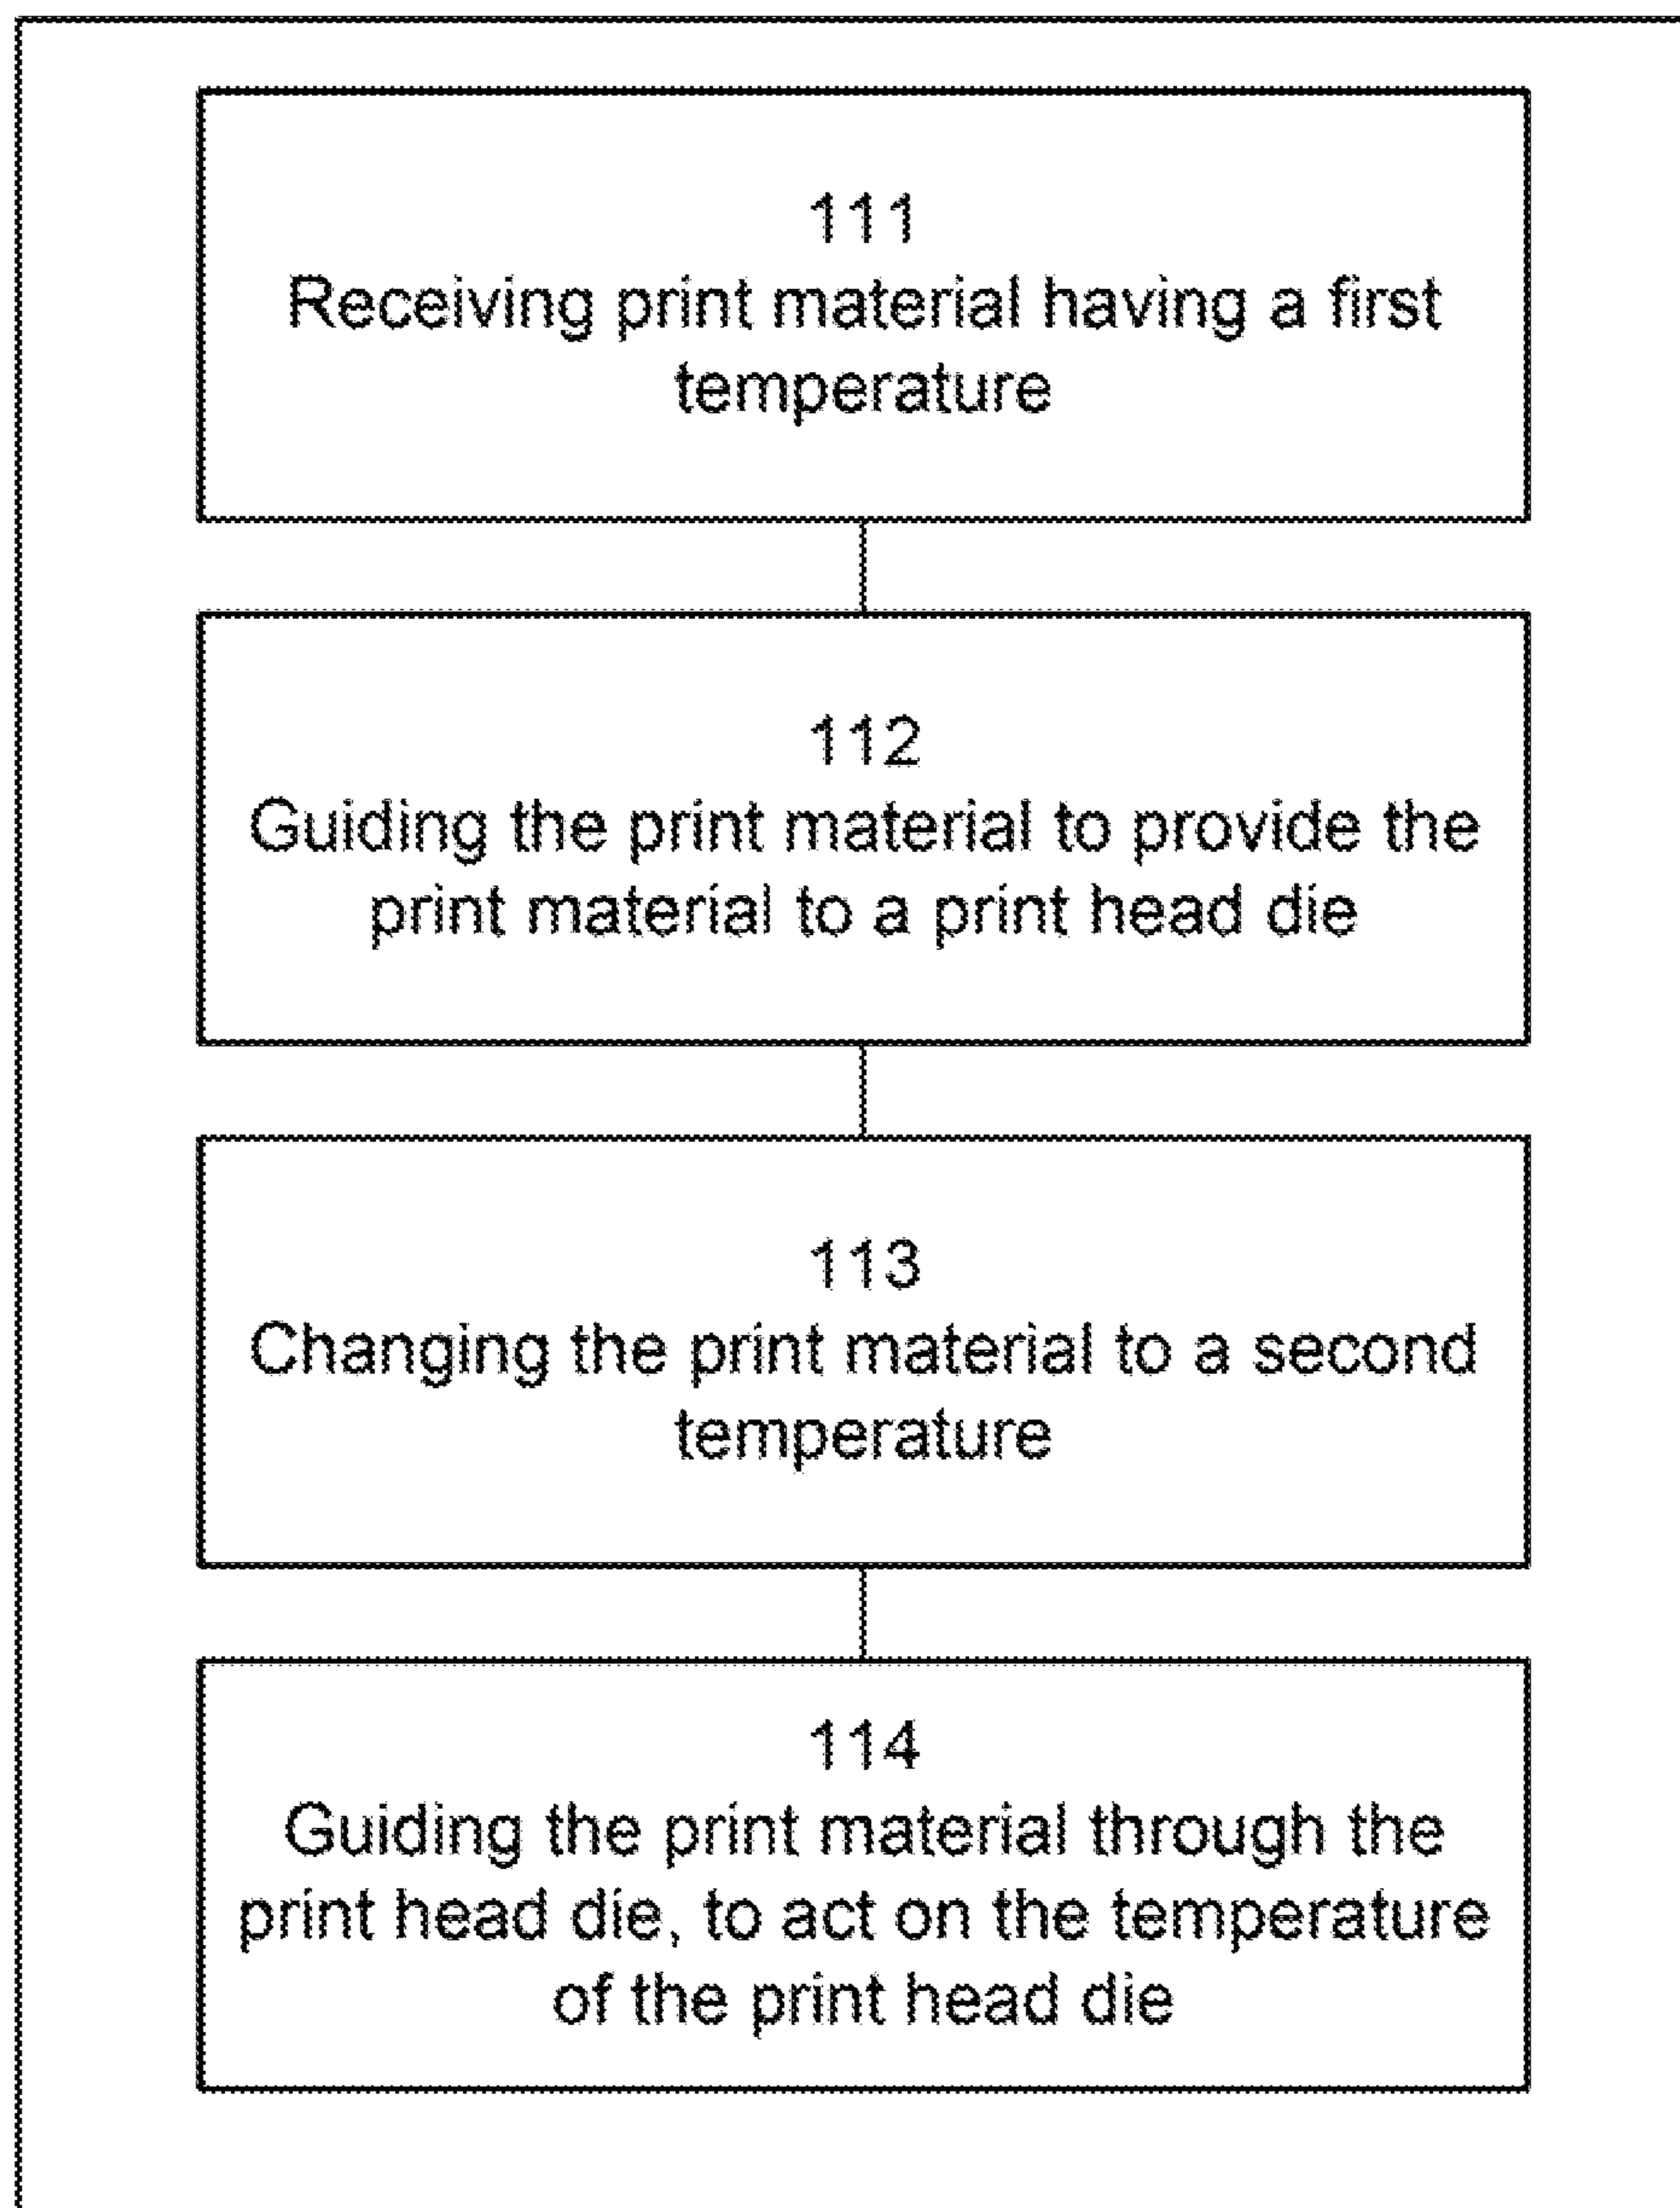 111
Receiving print material having a first
temperature
112
Guiding the print material to provide the
print material to a print head die
113
Changing the print material to a second
temperature
114
Guiding the print material through the
print head die, to act on the temperature
of the print head die